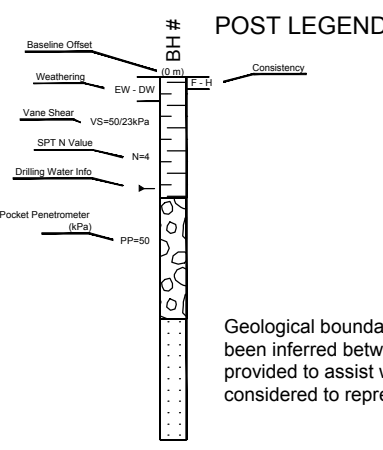 POST LEGEND
BH #
Baseline Offset
(0 m)
Consistency
Weathering
EW - DW
F - H
Vane Shear
VS=50/23kPa
SPT N Value
N=4
Drilling Water Info
Pocket Penetrometer
(kPa)
PP=50
Geological bounda
been inferred betw
provided to assist w
considered to repre